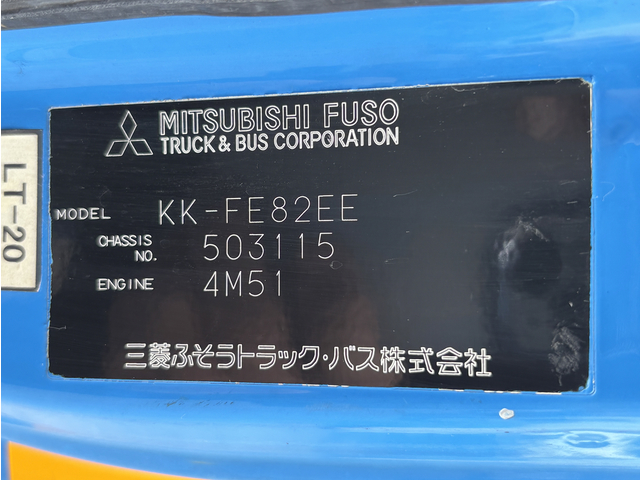 MITSUBISHI FUSO
TRUCK & BUS CORPORATION
LT-20
MODEL KK-FE82EE
CHASSIS NO. 503115
ENGINE 4M51
三菱ふそうトラック・バス株式会社